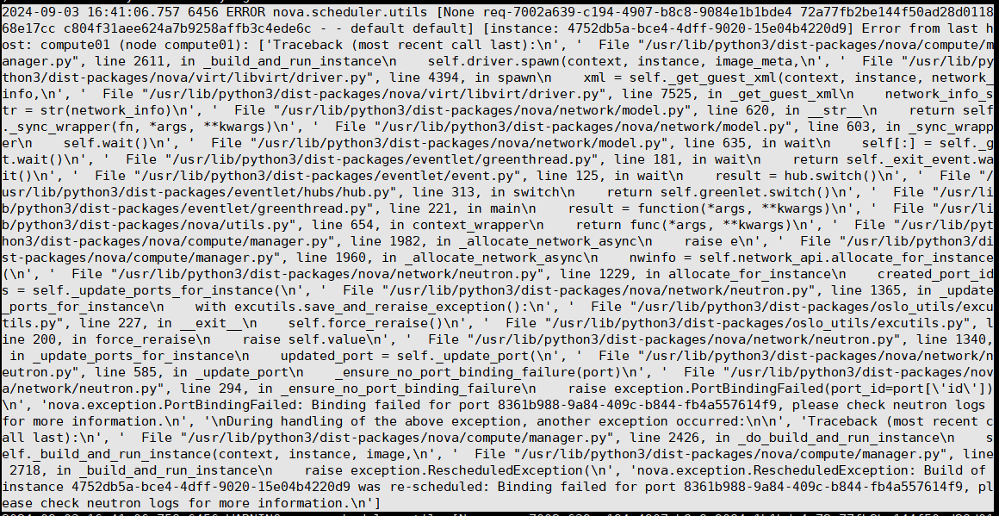 2024-09-03 16:41:06.757 6456 ERROR nova.scheduler.utils [None req-7002a639-c194-4907-b8c8-9084e1b1bde4 72a77fb2be144f50ad28d0118
68e17cc c804f31aee624a7b9258affb3c4ede6c - - default default] [instance: 4752db5a-bce4-4dff-9020-15e04b4220d9] Error from last h
ost: compute01 (node compute01): ['Traceback (most recent call last):\n', '  File "/usr/lib/python3/dist-packages/nova/compute/m
anager.py", line 2611, in _build_and_run_instance\n    self.driver.spawn(context, instance, image_meta,\n', '  File "/usr/lib/py
thon3/dist-packages/nova/virt/libvirt/driver.py", line 4394, in spawn\n    xml = self._get_guest_xml(context, instance, network_
info,\n', '  File "/usr/lib/python3/dist-packages/nova/virt/libvirt/driver.py", line 7525, in _get_guest_xml\n    network_info_s
tr = str(network_info)\n', '  File "/usr/lib/python3/dist-packages/nova/network/model.py", line 620, in __str__\n    return self
._sync_wrapper(fn, *args, **kwargs)\n', '  File "/usr/lib/python3/dist-packages/nova/network/model.py", line 603, in _sync_wrapp
er\n    self.wait()\n', '  File "/usr/lib/python3/dist-packages/nova/network/model.py", line 635, in wait\n    self[:] = self._g
t.wait()\n', '  File "/usr/lib/python3/dist-packages/eventlet/greenthread.py", line 181, in wait\n    return self._exit_event.wa
it()\n', '  File "/usr/lib/python3/dist-packages/eventlet/event.py", line 125, in wait\n    result = hub.switch()\n', '  File "/
usr/lib/python3/dist-packages/eventlet/hubs/hub.py", line 313, in switch\n    return self.greenlet.switch()\n', '  File "/usr/li
b/python3/dist-packages/eventlet/greenthread.py", line 221, in main\n    result = function(*args, **kwargs)\n', '  File "/usr/li
b/python3/dist-packages/nova/utils.py", line 654, in context_wrapper\n    return func(*args, **kwargs)\n', '  File "/usr/lib/pyt
hon3/dist-packages/nova/compute/manager.py", line 1982, in _allocate_network_async\n    raise e\n', '  File "/usr/lib/python3/di
st-packages/nova/compute/manager.py", line 1960, in _allocate_network_async\n    nwinfo = self.network_api.allocate_for_instance
(\n', '  File "/usr/lib/python3/dist-packages/nova/network/neutron.py", line 1229, in allocate_for_instance\n    created_port_id
s = self._update_ports_for_instance(\n', '  File "/usr/lib/python3/dist-packages/nova/network/neutron.py", line 1365, in _update
_ports_for_instance\n    with excutils.save_and_reraise_exception():\n', '  File "/usr/lib/python3/dist-packages/oslo_utils/excu
tils.py", line 227, in __exit__\n    self.force_reraise()\n', '  File "/usr/lib/python3/dist-packages/oslo_utils/excutils.py", l
ine 200, in force_reraise\n    raise self.value\n', '  File "/usr/lib/python3/dist-packages/nova/network/neutron.py", line 1340,
 in _update_ports_for_instance\n    updated_port = self._update_port(\n', '  File "/usr/lib/python3/dist-packages/nova/network/n
eutron.py", line 585, in _update_port\n    _ensure_no_port_binding_failure(port)\n', '  File "/usr/lib/python3/dist-packages/nov
a/network/neutron.py", line 294, in _ensure_no_port_binding_failure\n    raise exception.PortBindingFailed(port_id=port[\'id\'])
\n', 'nova.exception.PortBindingFailed: Binding failed for port 8361b988-9a84-409c-b844-fb4a557614f9, please check neutron logs 
for more information.\n', '\nDuring handling of the above exception, another exception occurred:\n\n', 'Traceback (most recent c
all last):\n', '  File "/usr/lib/python3/dist-packages/nova/compute/manager.py", line 2426, in _do_build_and_run_instance\n    s
elf._build_and_run_instance(context, instance, image,\n', '  File "/usr/lib/python3/dist-packages/nova/compute/manager.py", line
 2718, in _build_and_run_instance\n    raise exception.RescheduledException(\n', 'nova.exception.RescheduledException: Build of 
instance 4752db5a-bce4-4dff-9020-15e04b4220d9 was re-scheduled: Binding failed for port 8361b988-9a84-409c-b844-fb4a557614f9, pl
ease check neutron logs for more information.\n']